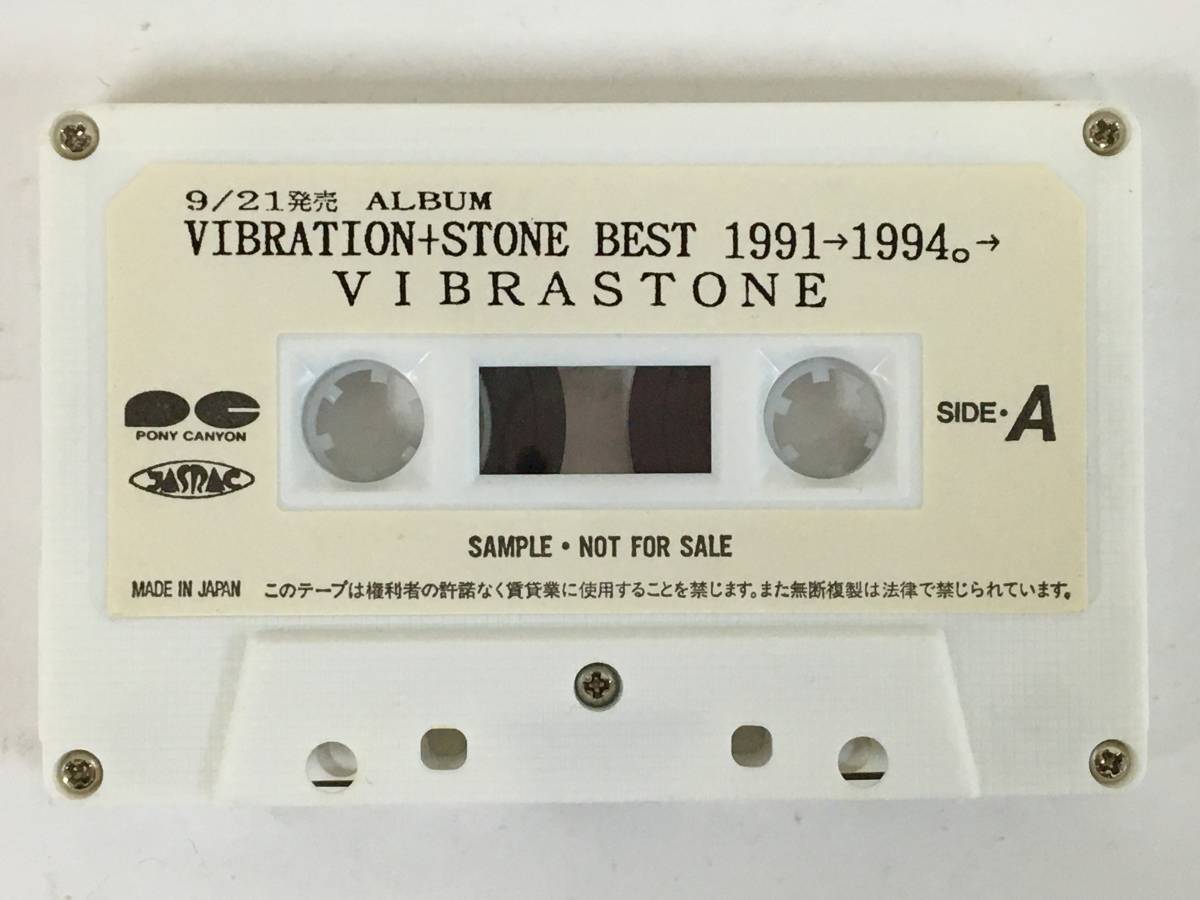 9/21発売 ALBUM
VIBRATION+STONE BEST 1991→1994。→
VIBRASTONE
PONY CANYON
JASRAC
SIDE・A
SAMPLE・NOT FOR SALE
MADE IN JAPAN このテープは権利者の許諾なく賃貸業に使用することを禁じます。また無断複製は法律で禁じられています。